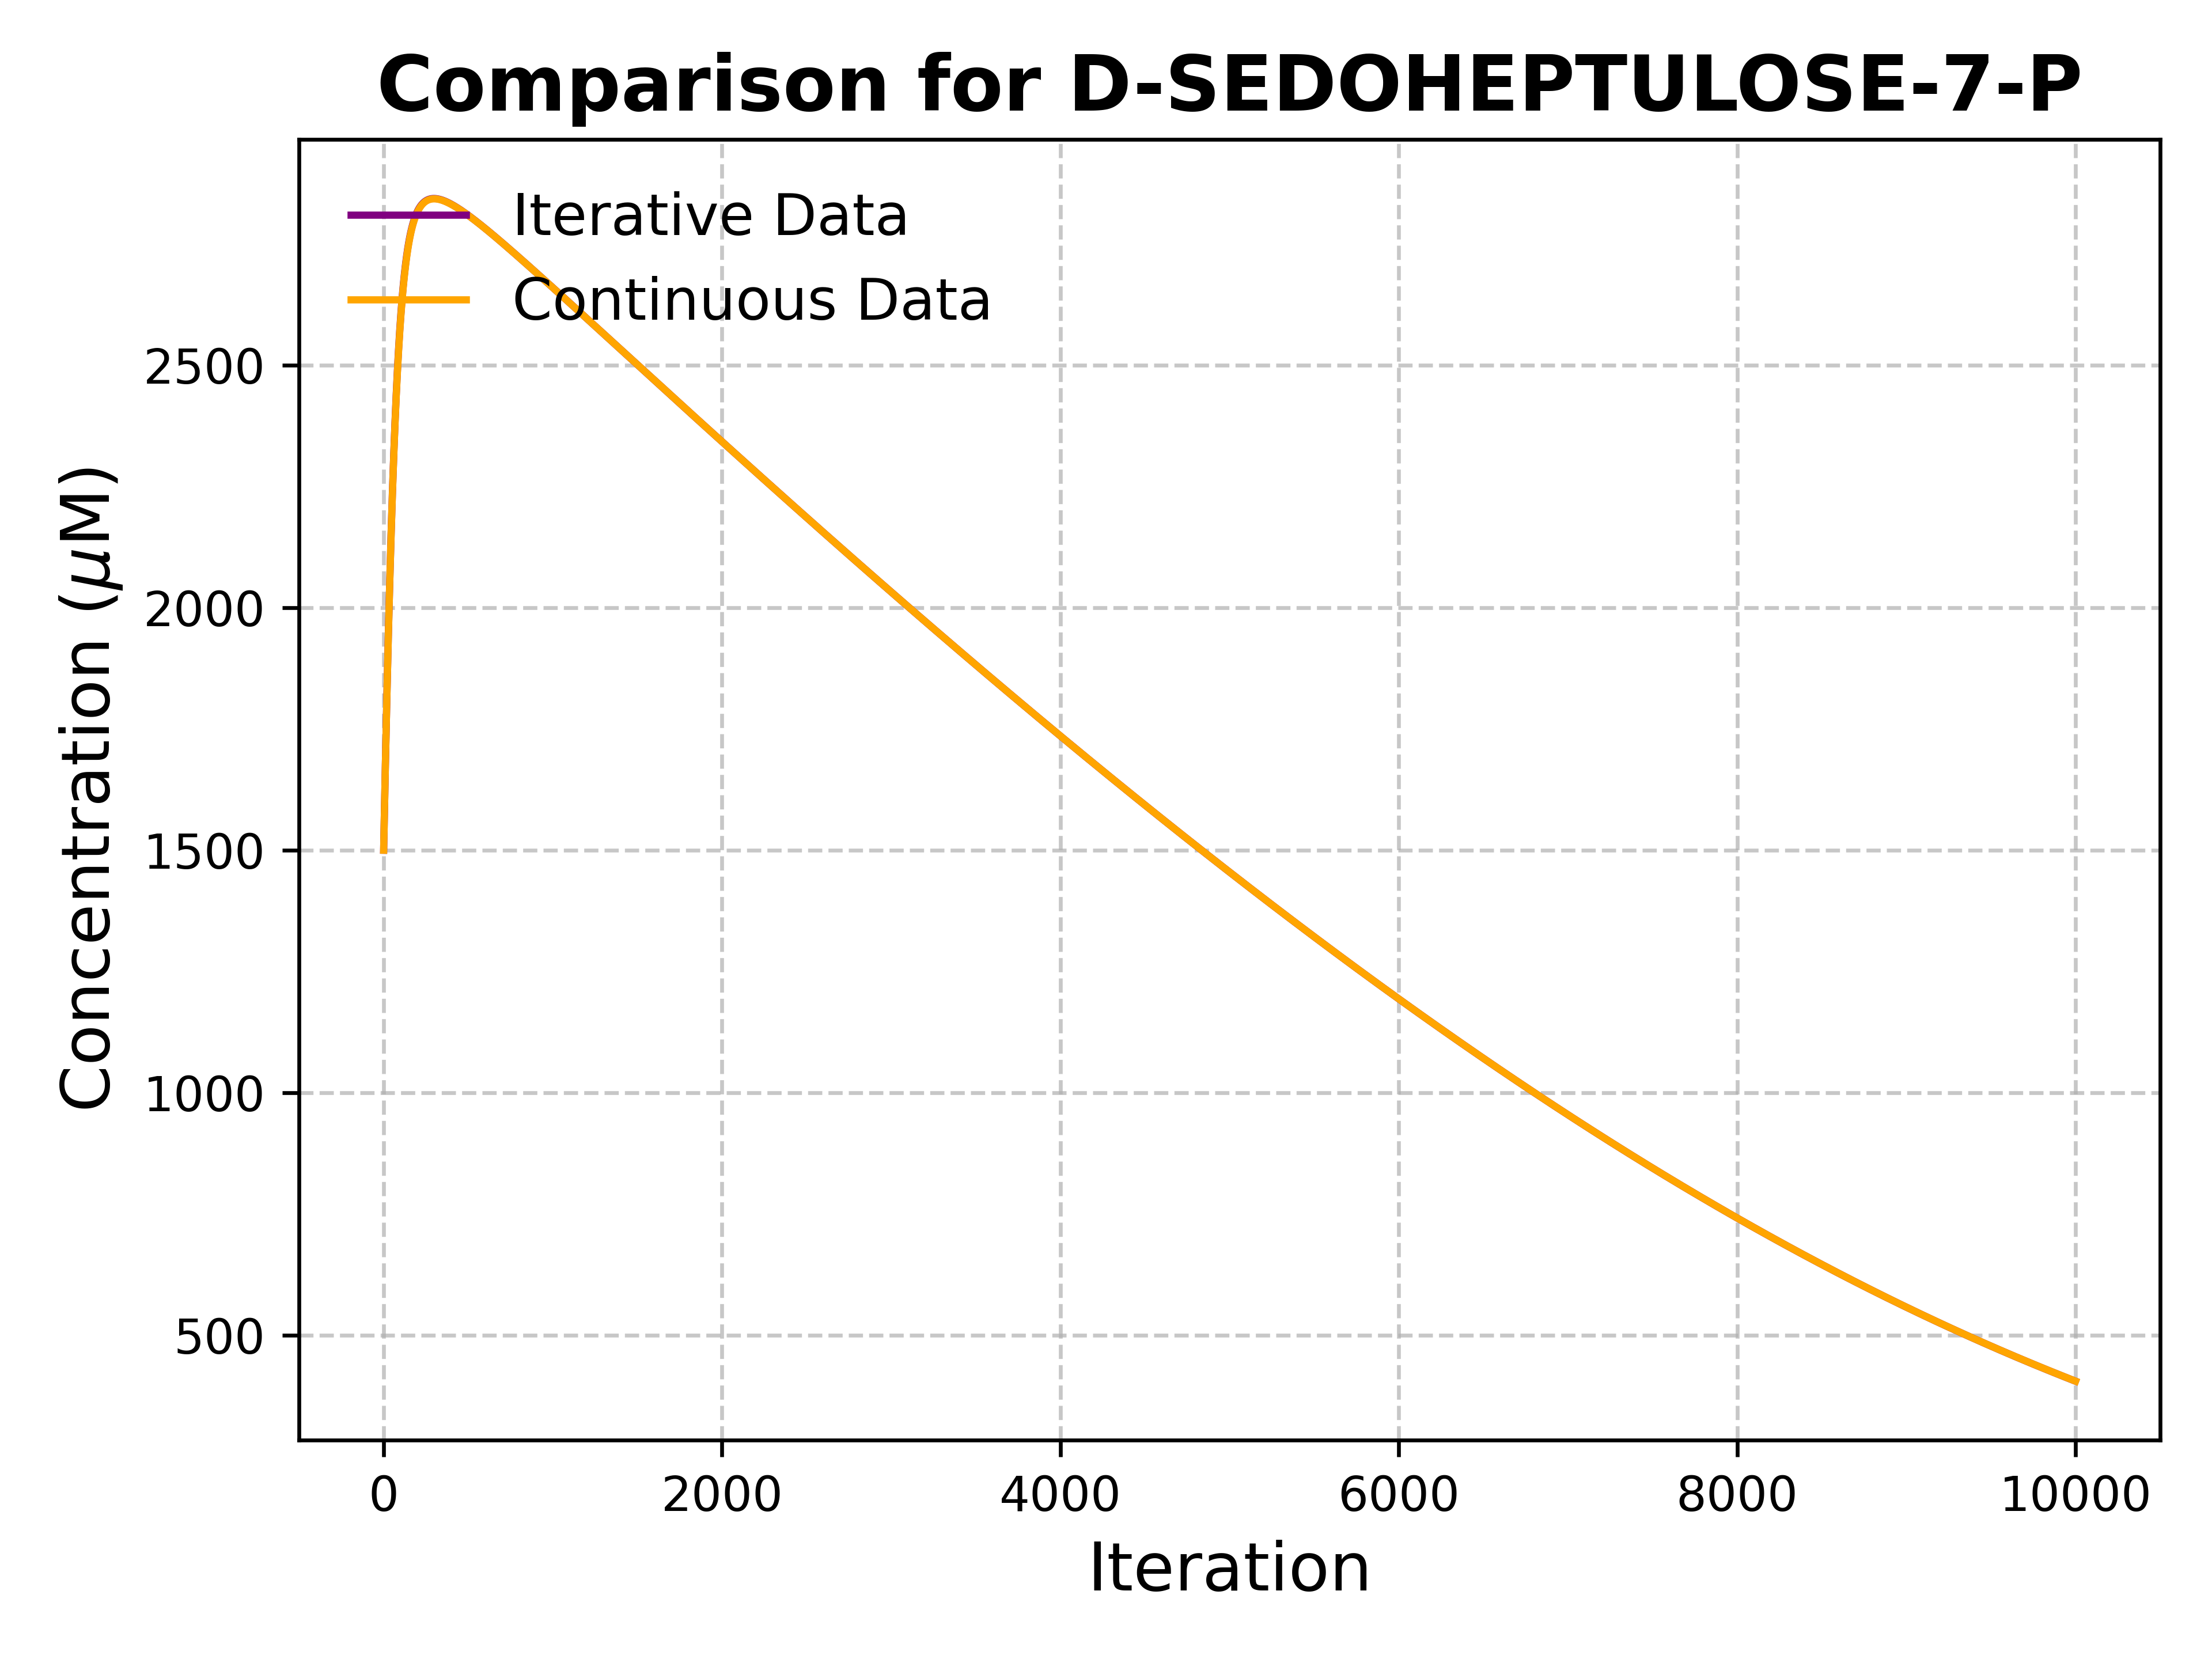 Comparison for D-SEDOHEPTULOSE-7-P
Iterative Data
Continuous Data
Concentration (μM)
2500
2000
1500
1000
500
0 2000 4000 6000 8000 10000
Iteration